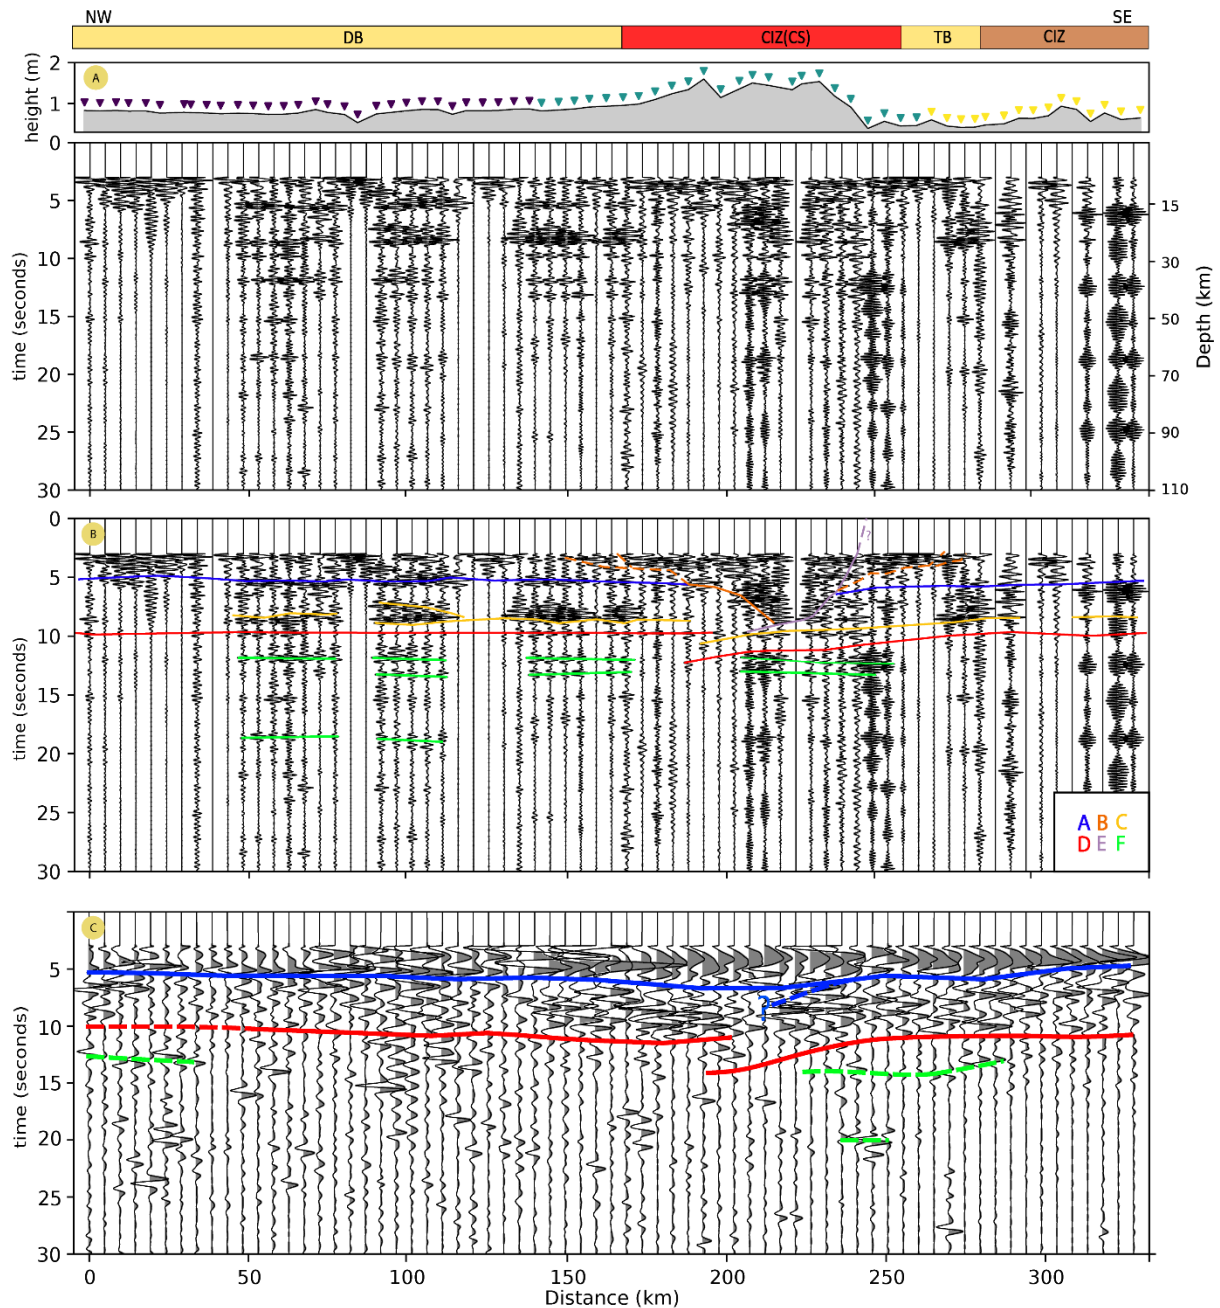 NW SE
DB CIZ(CS) TB CIZ
A
height (m)
2
1
0
0
5
10
15
20
25
30
time (seconds)
15
30
50
70
90
110
Depth (km)
B
?
0
5
10
15
20
25
30
time (seconds)
A B C
D E F
C
?
5
10
15
20
25
30
time (seconds)
0 50 100 150 200 250 300
Distance (km)